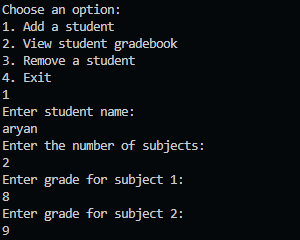 Choose an option:
1. Add a student
2. View student gradebook
3. Remove a student
4. Exit
1
Enter student name:
aryan
Enter the number of subjects:
2
Enter grade for subject 1:
8
Enter grade for subject 2:
9